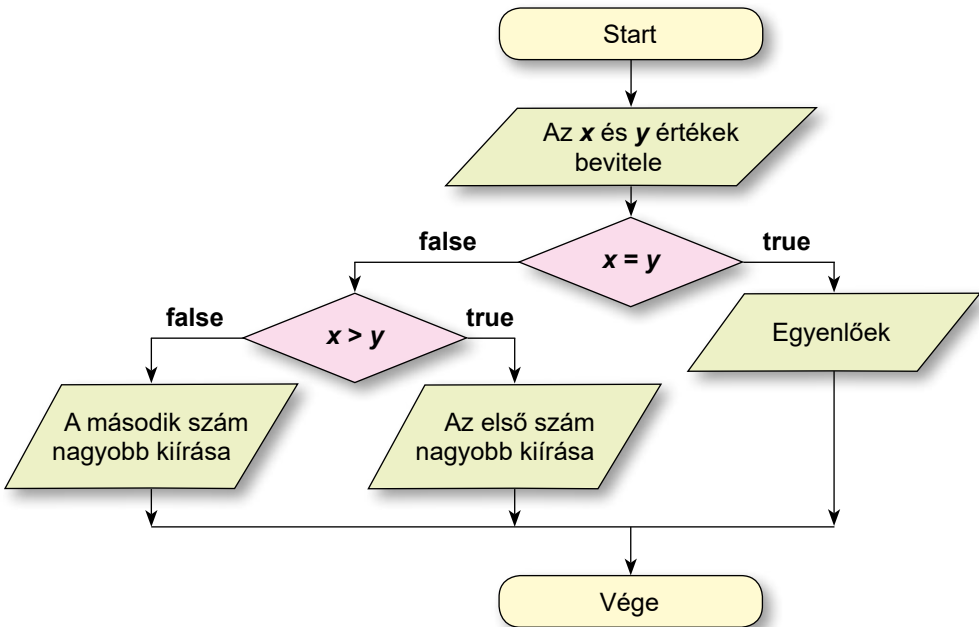 Start
Az x és y értékek
bevitele
false
true
x = y
false
true
x > y
Egyenlőek
A második szám
nagyobb kiírása
Az első szám
nagyobb kiírása
Vége